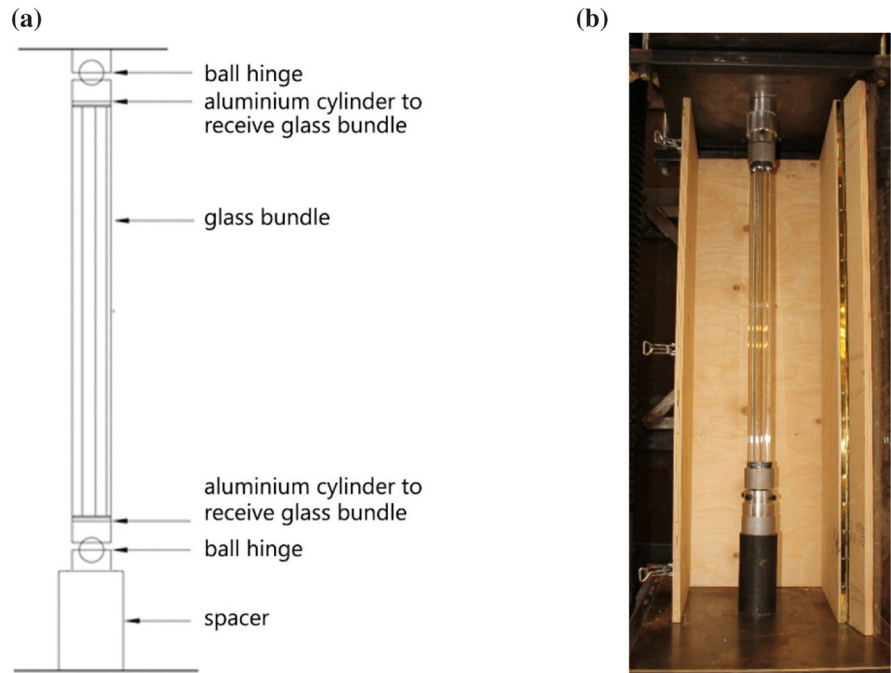 (a)
ball hinge
aluminium cylinder to
receive glass bundle
glass bundle
aluminium cylinder to
receive glass bundle
ball hinge
spacer
(b)